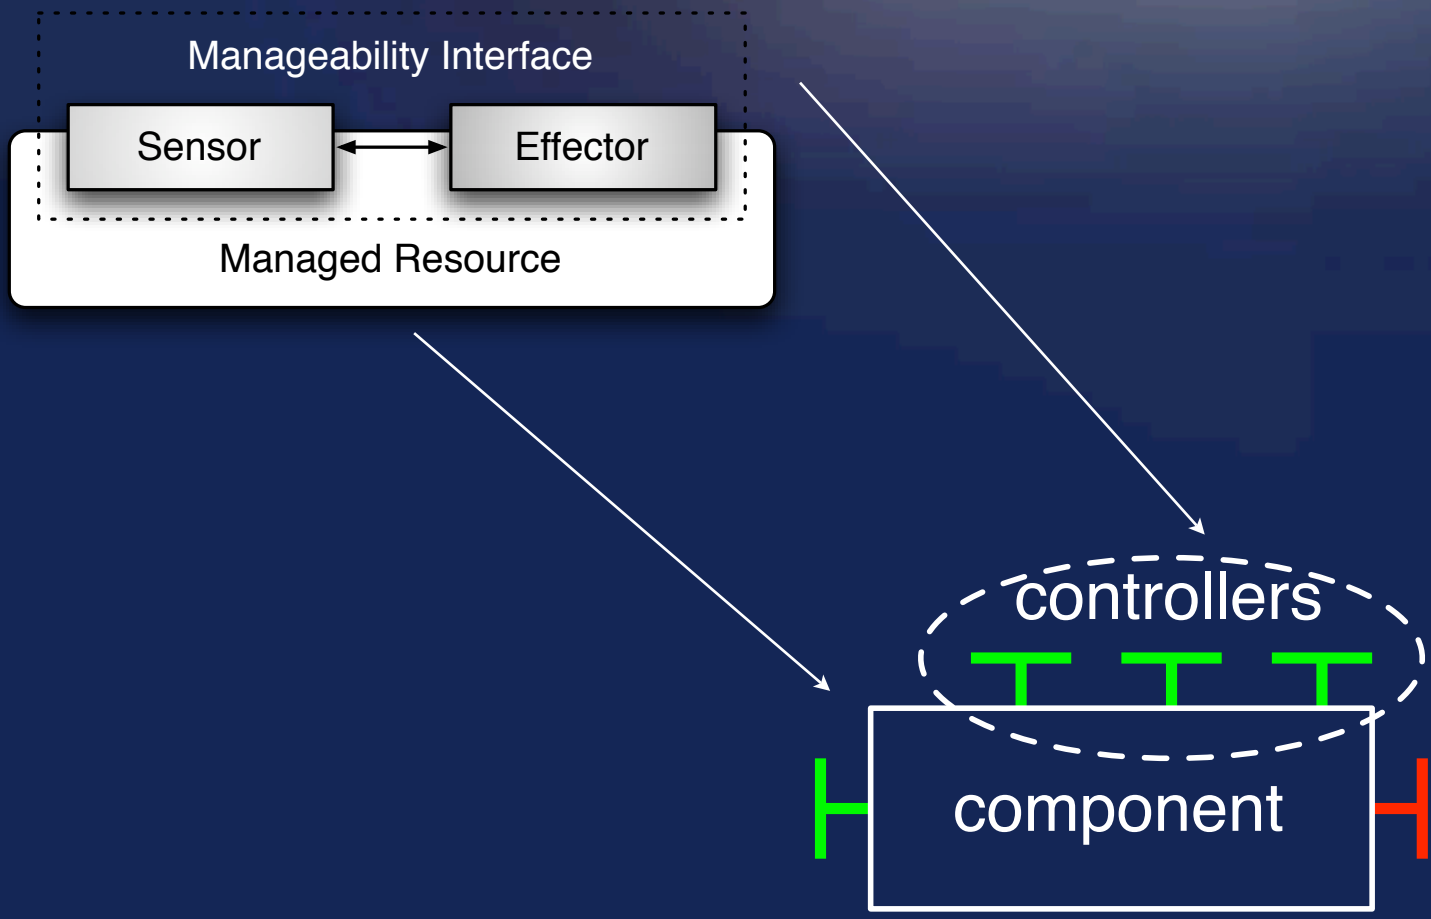 Manageability Interface
Sensor
Effector
Managed Resource
controllers
component